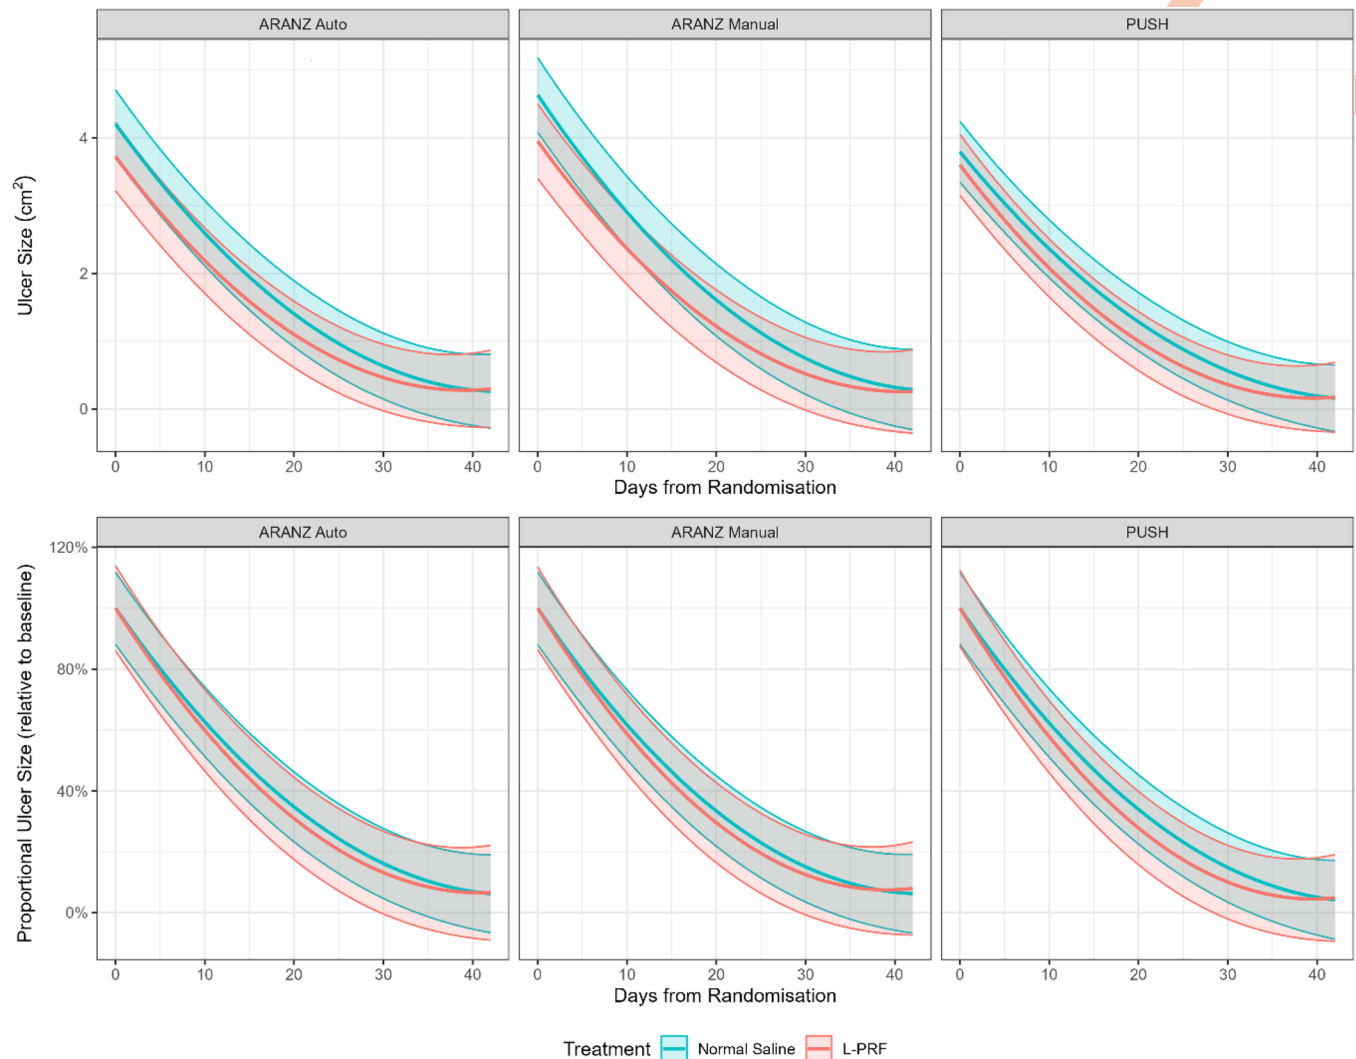 ARANZ Auto
ARANZ Manual
PUSH
Ulcer Size (cm²)
4
2
0
0 10 20 30 40
0 10 20 30 40
0 10 20 30 40
Days from Randomisation
ARANZ Auto
ARANZ Manual
PUSH
Proportional Ulcer Size (relative to baseline)
120%
80%
40%
0%
0 10 20 30 40
0 10 20 30 40
0 10 20 30 40
Days from Randomisation
Treatment Normal Saline L-PRF